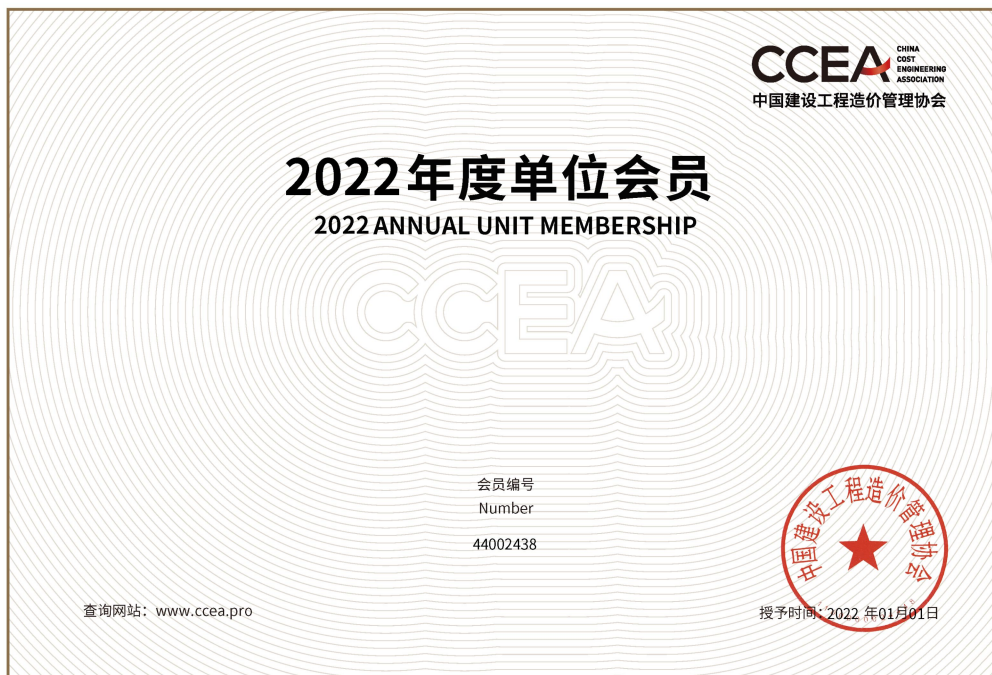 CCEA
CHINA
COST
ENGINEERING
ASSOCIATION
中国建设工程造价管理协会
2022年度单位会员
2022 ANNUAL UNIT MEMBERSHIP
CCEA
会员编号
Number
44002438
中国建设工程造价管理协会
查询网站：www.ccea.pro
授予时间：2022 年01月01日